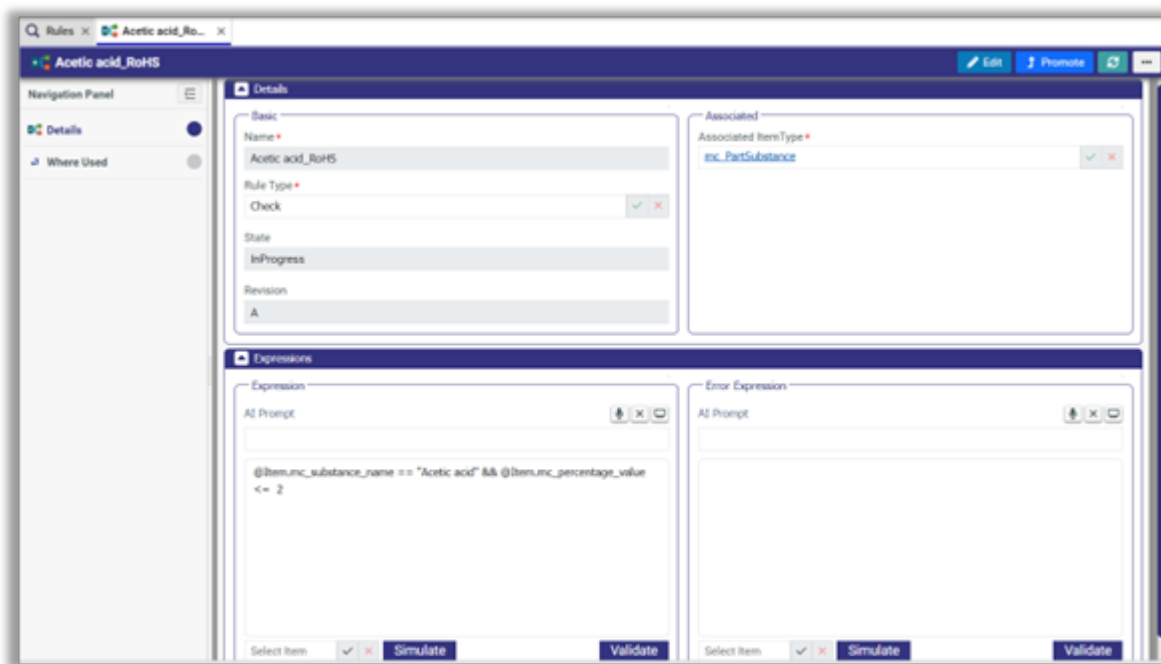 Rules
Acetic acid_Ro...
Acetic acid_RoHS
Edit
Promote
Navigation Panel
Details
Where Used
Details
Basic
Name
Acetic acid_RoHS
Rule Type
Check
State
InProgress
Revision
A
Associated
Associated ItemType
mc_PartSubstance
Expressions
Expression
AI Prompt
@Item.mc_substance_name == "Acetic acid" && @Item.mc_percentage_value
<= 2
Select Item
Simulate
Validate
Error Expression
AI Prompt
Select Item
Simulate
Validate